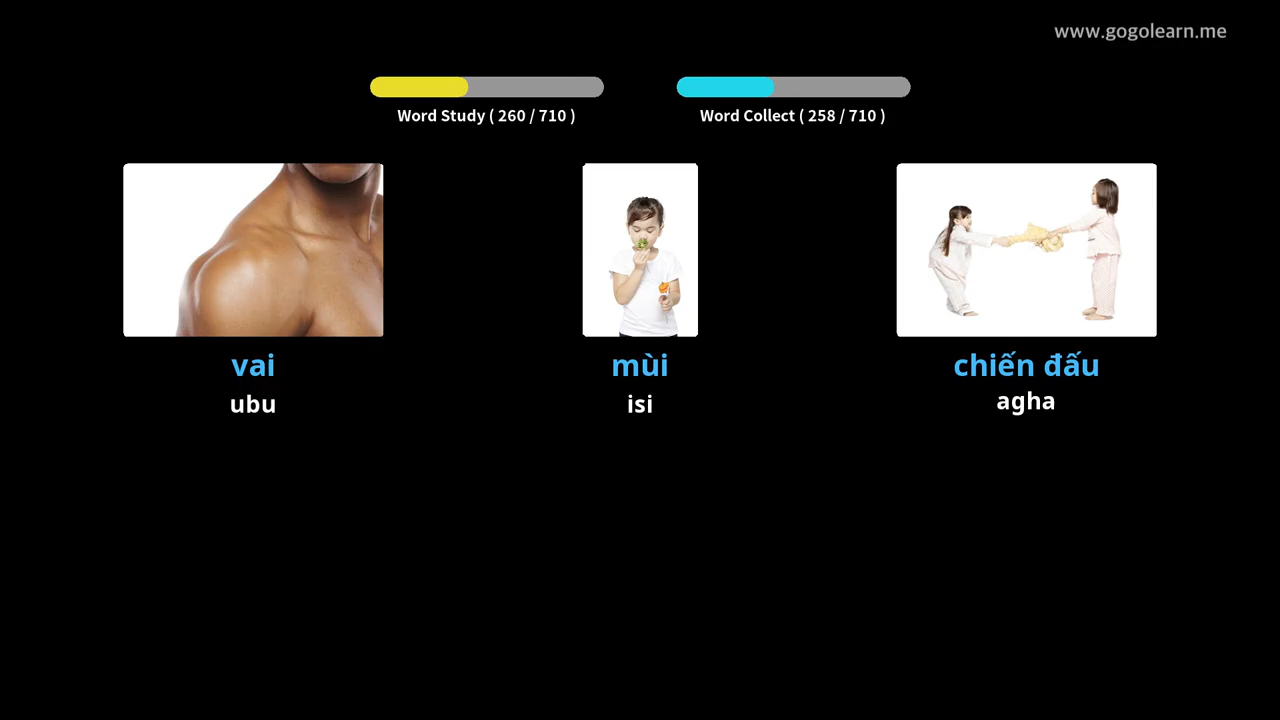 www.gogolearn.me
Word Study ( 260 / 710 )
Word Collect ( 258 / 710 )
vai
mùi
chiến đấu
ubu
isi
agha